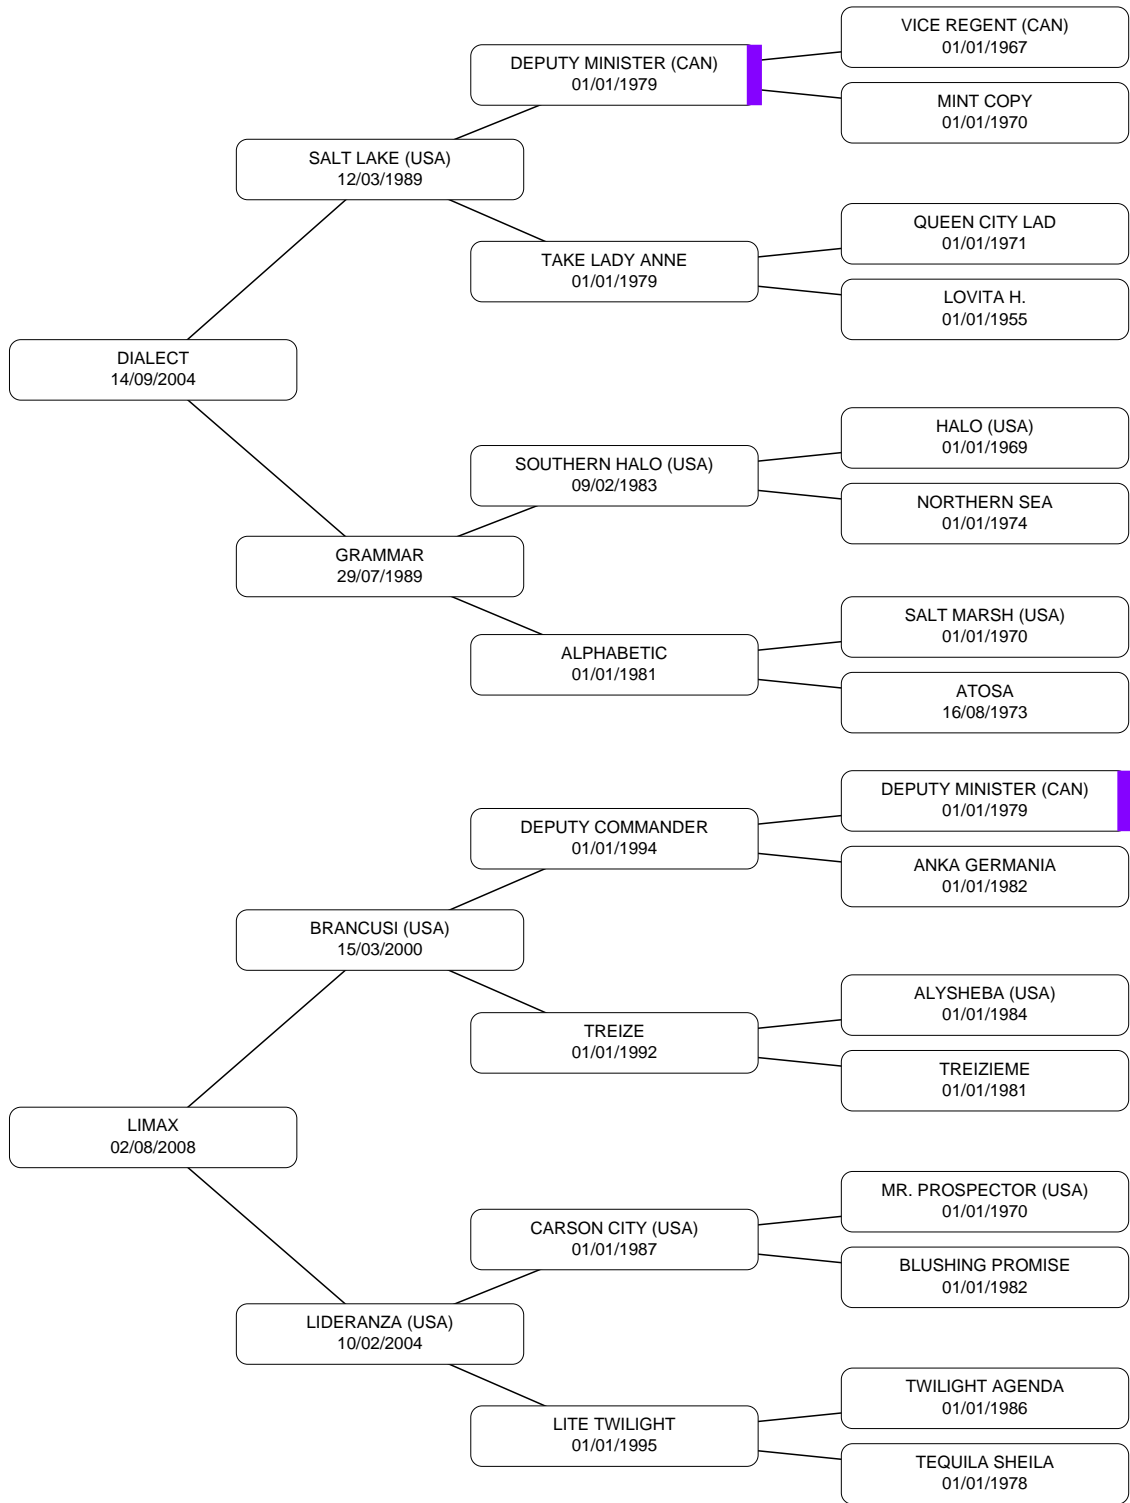 VICE REGENT (CAN)
01/01/1967
DEPUTY MINISTER (CAN)
01/01/1979
MINT COPY
01/01/1970
SALT LAKE (USA)
12/03/1989
QUEEN CITY LAD
01/01/1971
TAKE LADY ANNE
01/01/1979
LOVITA H.
01/01/1955
DIALECT
14/09/2004
HALO (USA)
01/01/1969
SOUTHERN HALO (USA)
09/02/1983
NORTHERN SEA
01/01/1974
GRAMMAR
29/07/1989
SALT MARSH (USA)
01/01/1970
ALPHABETIC
01/01/1981
ATOSA
16/08/1973
DEPUTY MINISTER (CAN)
01/01/1979
DEPUTY COMMANDER
01/01/1994
ANKA GERMANIA
01/01/1982
BRANCUSI (USA)
15/03/2000
ALYSHEBA (USA)
01/01/1984
TREIZE
01/01/1992
TREIZIEME
01/01/1981
LIMAX
02/08/2008
MR. PROSPECTOR (USA)
01/01/1970
CARSON CITY (USA)
01/01/1987
BLUSHING PROMISE
01/01/1982
LIDERANZA (USA)
10/02/2004
TWILIGHT AGENDA
01/01/1986
LITE TWILIGHT
01/01/1995
TEQUILA SHEILA
01/01/1978